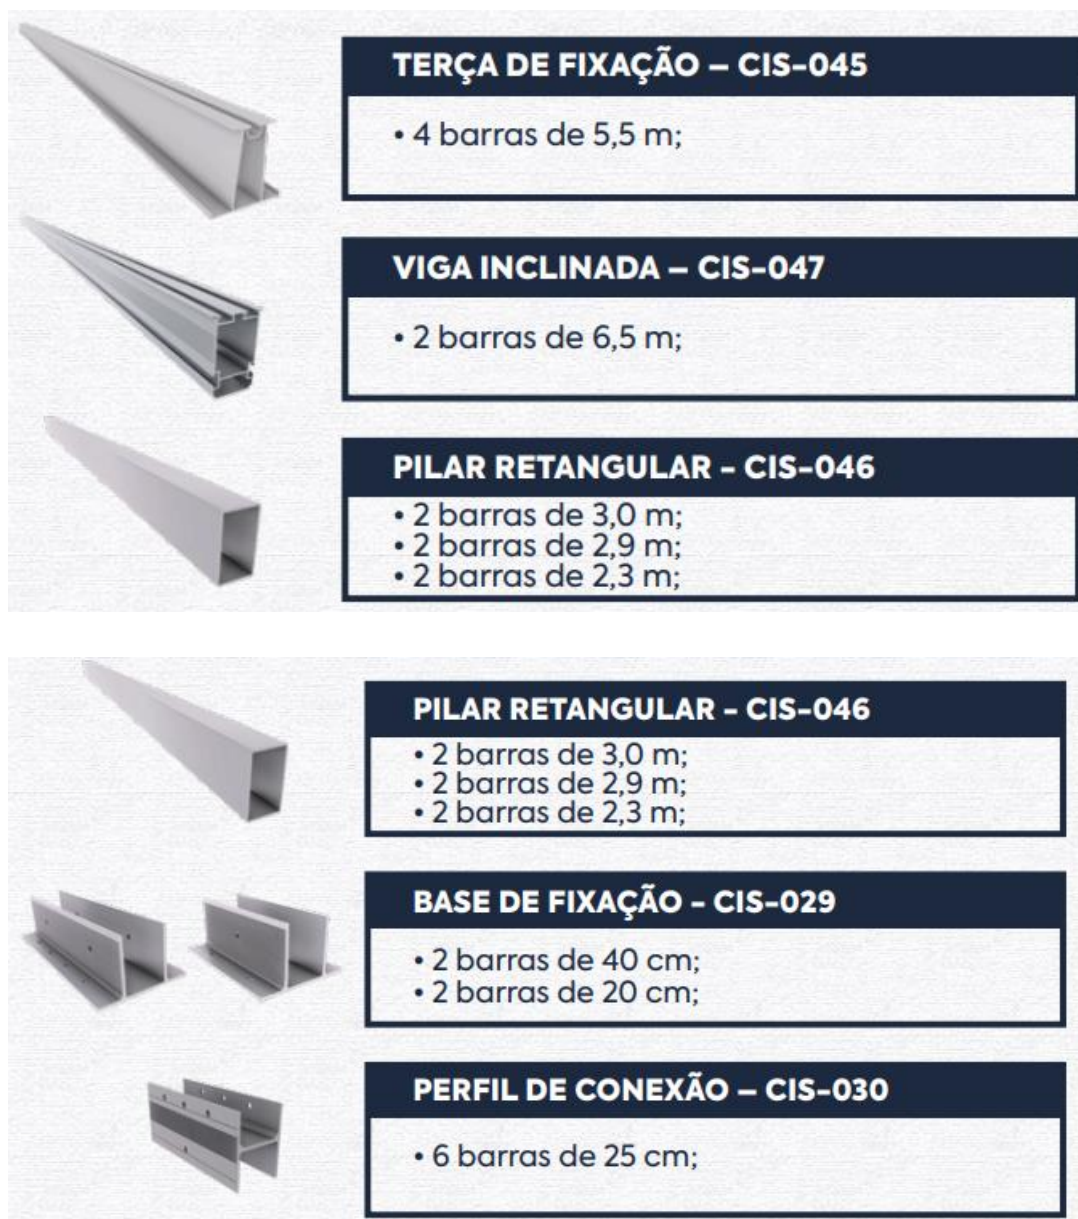 TERÇA DE FIXAÇÃO – CIS-045
• 4 barras de 5,5 m;
VIGA INCLINADA – CIS-047
• 2 barras de 6,5 m;
PILAR RETANGULAR - CIS-046
• 2 barras de 3,0 m;
• 2 barras de 2,9 m;
• 2 barras de 2,3 m;
PILAR RETANGULAR - CIS-046
• 2 barras de 3,0 m;
• 2 barras de 2,9 m;
• 2 barras de 2,3 m;
BASE DE FIXAÇÃO - CIS-029
• 2 barras de 40 cm;
• 2 barras de 20 cm;
PERFIL DE CONEXÃO – CIS-030
• 6 barras de 25 cm;